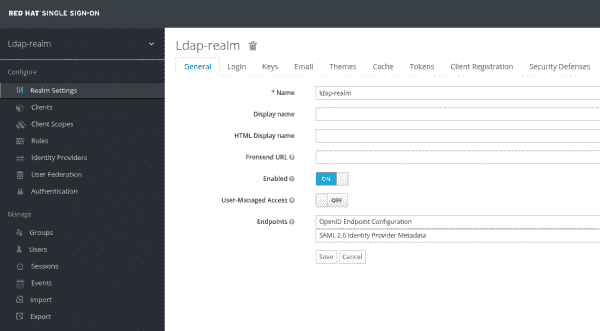 RED HAT SINGLE SIGN-ON
Ldap-realm
Configure
Realm Settings
Clients
Client Scopes
Roles
Identity Providers
User Federation
Authentication
Manage
Groups
Users
Sessions
Events
Import
Export
Ldap-realm
General Login Keys Email Themes Cache Tokens Client Registration Security Defenses
* Name ldap-realm
Display name
HTML Display name
Frontend URL
Enabled ON
User-Managed Access OFF
Endpoints OpenID Endpoint Configuration
SAML 2.0 Identity Provider Metadata
Save Cancel